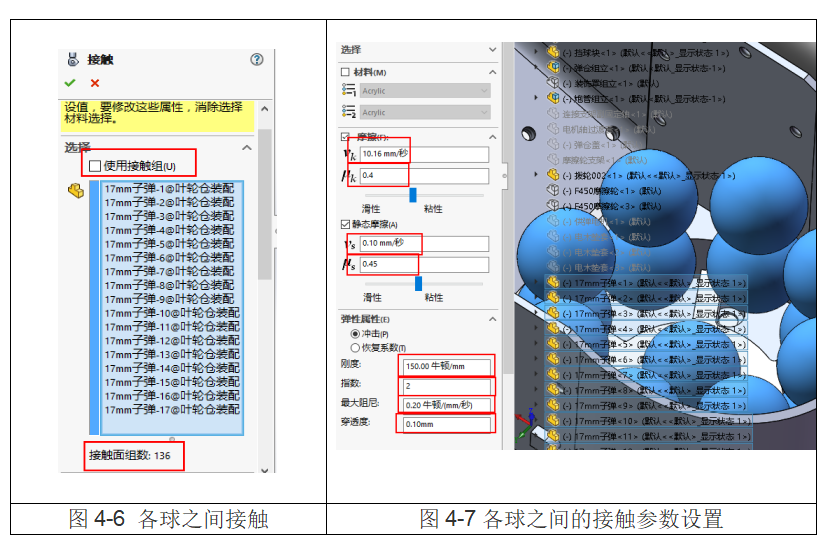 接触
设值，要修改这些属性，消除选择
材料选择。
选择
使用接触组(U)
17mm子弹-1@叶轮仓装配
17mm子弹-2@叶轮仓装配
17mm子弹-3@叶轮仓装配
17mm子弹-4@叶轮仓装配
17mm子弹-5@叶轮仓装配
17mm子弹-6@叶轮仓装配
17mm子弹-7@叶轮仓装配
17mm子弹-8@叶轮仓装配
17mm子弹-9@叶轮仓装配
17mm子弹-10@叶轮仓装配
17mm子弹-11@叶轮仓装配
17mm子弹-12@叶轮仓装配
17mm子弹-13@叶轮仓装配
17mm子弹-14@叶轮仓装配
17mm子弹-15@叶轮仓装配
17mm子弹-16@叶轮仓装配
17mm子弹-17@叶轮仓装配
接触面组数: 136
图 4-6 各球之间接触
选择
材料(M)
1 Acrylic
2 Acrylic
摩擦(F):
vk 10.16 mm/秒
μk 0.4
滑性 粘性
静态摩擦(A)
vs 0.10 mm/秒
μs 0.45
滑性 粘性
弹性属性(E)
冲击(P)
恢复系数(T)
刚度: 150.00 牛顿/mm
指数: 2
最大阻尼: 0.20 牛顿/(mm/秒)
穿透度: 0.10mm
(-) 挡球块<1> (默认<<默认>_显示状态 1>)
(-) 弹仓组立<1> (默认<默认_显示状态-1>)
(-) 装饰罩组立<1> (默认)
(-) 枪管组立<1> (默认<默认_显示状态-1>)
(-) 弹仓盖<1> (默认)
摩擦轮支架<1> (默认)
(-) 拨轮002<1> (默认<<默认>_显示状态 1>)
(-) F450摩擦轮<1> (默认)
(-) F450摩擦轮<3> (默认)
(-) 电木垫套
(-) 17mm子弹<1> (默认<<默认>_显示状态 1>)
(-) 17mm子弹<2> (默认<<默认>_显示状态 1>)
(-) 17mm子弹<3> (默认<<默认>_显示状态 1>)
(-) 17mm子弹<4> (默认<<默认>_显示状态 1>)
(-) 17mm子弹<5> (默认<<默认>_显示状态 1>)
(-) 17mm子弹<6> (默认<<默认>_显示状态 1>)
(-) 17mm子弹<7> (默认<<默认>_显示状态 1>)
(-) 17mm子弹<8> (默认<<默认>_显示状态 1>)
(-) 17mm子弹<9> (默认<<默认>_显示状态 1>)
(-) 17mm子弹<10> (默认<<默认>_显示状态 1>)
(-) 17mm子弹<11> (默认<<默认>_显示状态 1>)
图 4-7 各球之间的接触参数设置